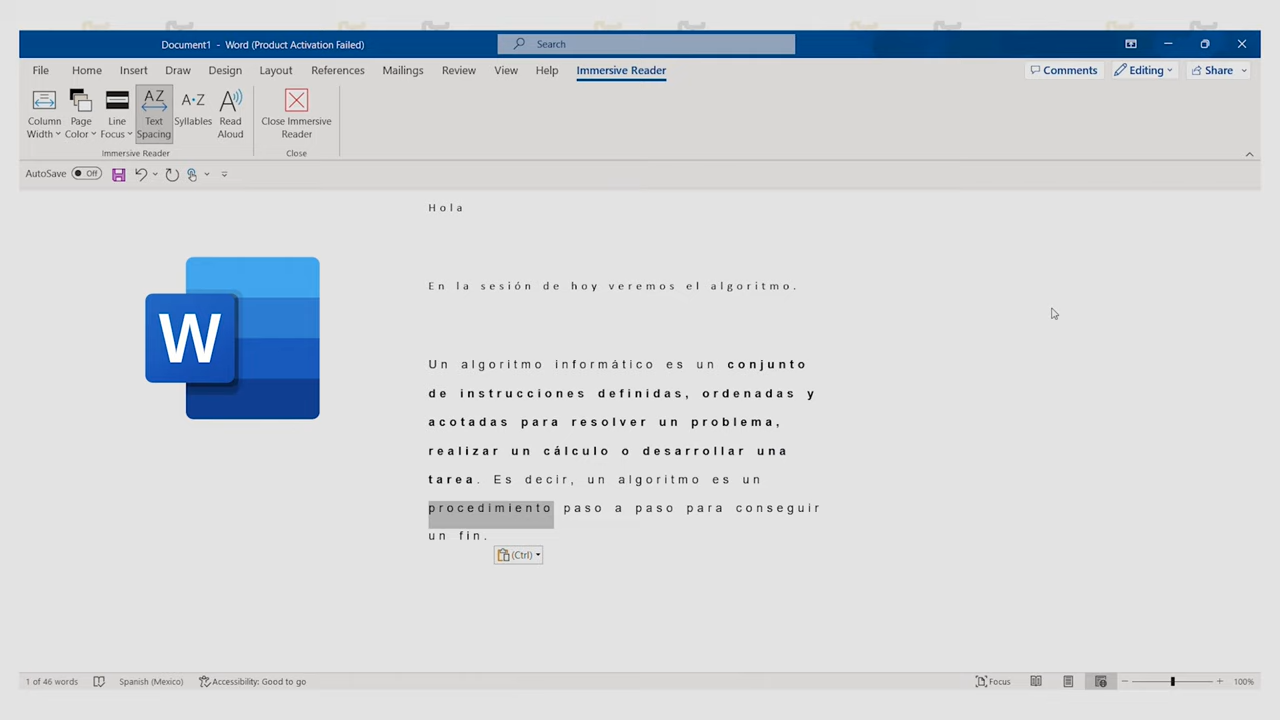 Document1 - Word (Product Activation Failed)
Search
File Home Insert Draw Design Layout References Mailings Review View Help Immersive Reader
Comments Editing Share
Column Width Page Color Line Focus Text Spacing Syllables Read Aloud Close Immersive Reader
Immersive Reader Close
AutoSave Off
Hola
En la sesión de hoy veremos el algoritmo.
Un algoritmo informático es un conjunto
de instrucciones definidas, ordenadas y
acotadas para resolver un problema,
realizar un cálculo o desarrollar una
tarea. Es decir, un algoritmo es un
procedimiento paso a paso para conseguir
un fin.
(Ctrl)
W
1 of 46 words Spanish (Mexico) Accessibility: Good to go Focus 100%